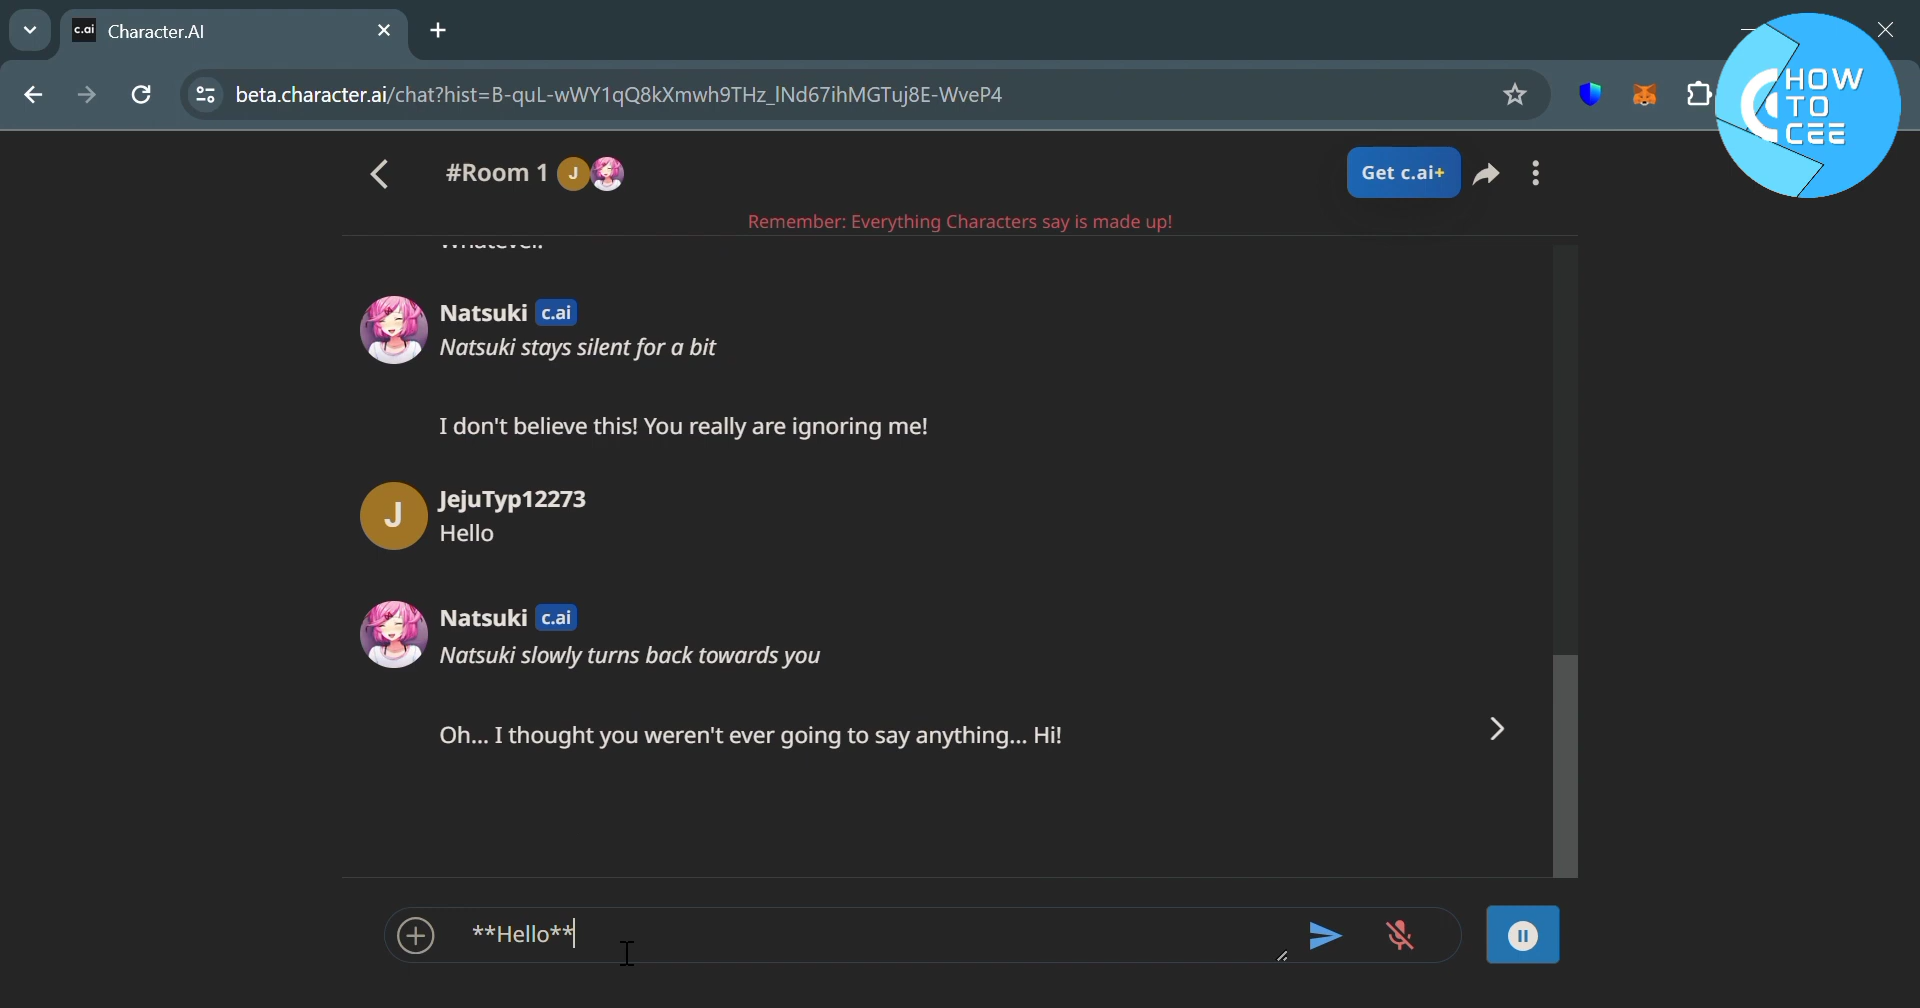 c.ai Character.AI
beta.character.ai/chat?hist=B-quL-wWY1qQ8kXmwh9THz_lNd67ihMGTuj8E-WveP4
HOW
TO
CEE
#Room 1 J
Get c.ai+
Remember: Everything Characters say is made up!
Whatever.
Natsuki c.ai
Natsuki stays silent for a bit
I don't believe this! You really are ignoring me!
J
JejuTyp12273
Hello
Natsuki c.ai
Natsuki slowly turns back towards you
Oh... I thought you weren't ever going to say anything... Hi!
**Hello**